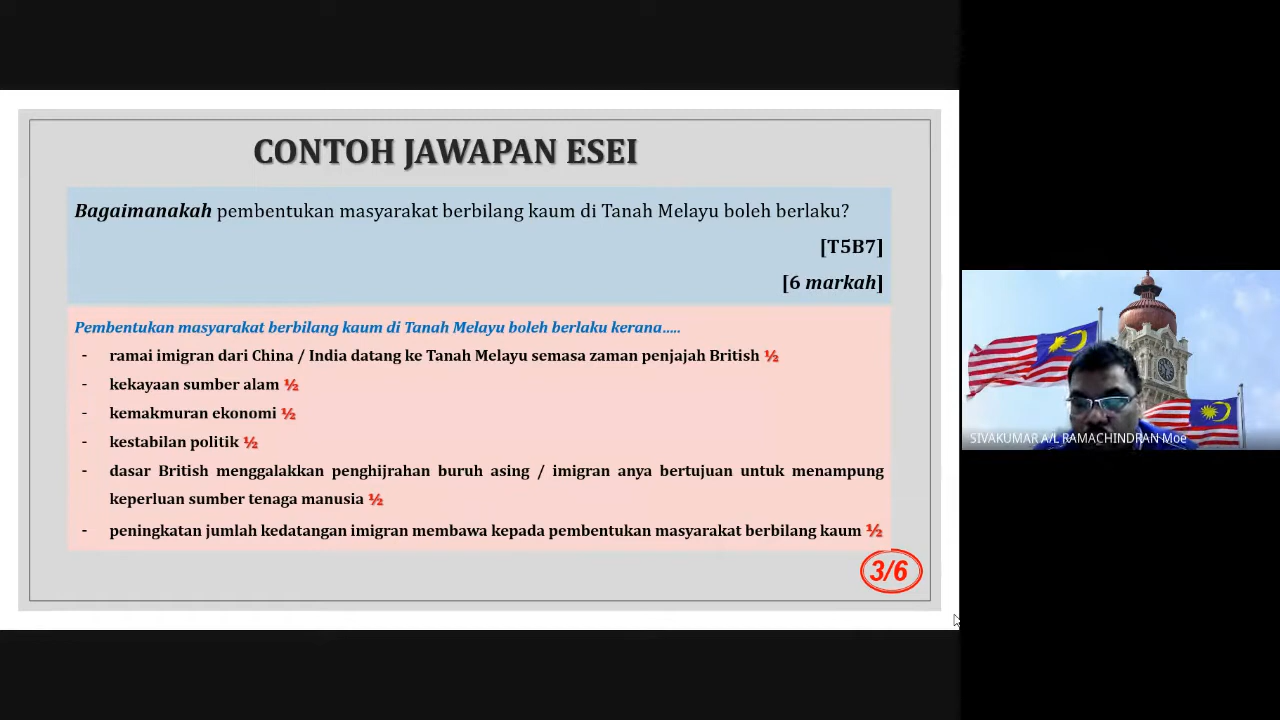 CONTOH JAWAPAN ESEI
Bagaimanakah pembentukan masyarakat berbilang kaum di Tanah Melayu boleh berlaku?
[T5B7]
[6 markah]
Pembentukan masyarakat berbilang kaum di Tanah Melayu boleh berlaku kerana.....
- ramai imigran dari China / India datang ke Tanah Melayu semasa zaman penjajah British ½
- kekayaan sumber alam ½
- kemakmuran ekonomi ½
- kestabilan politik ½
- dasar British menggalakkan penghijrahan buruh asing / imigran anya bertujuan untuk menampung
keperluan sumber tenaga manusia ½
- peningkatan jumlah kedatangan imigran membawa kepada pembentukan masyarakat berbilang kaum ½
3/6
SIVAKUMAR A/L RAMACHINDRAN Moe